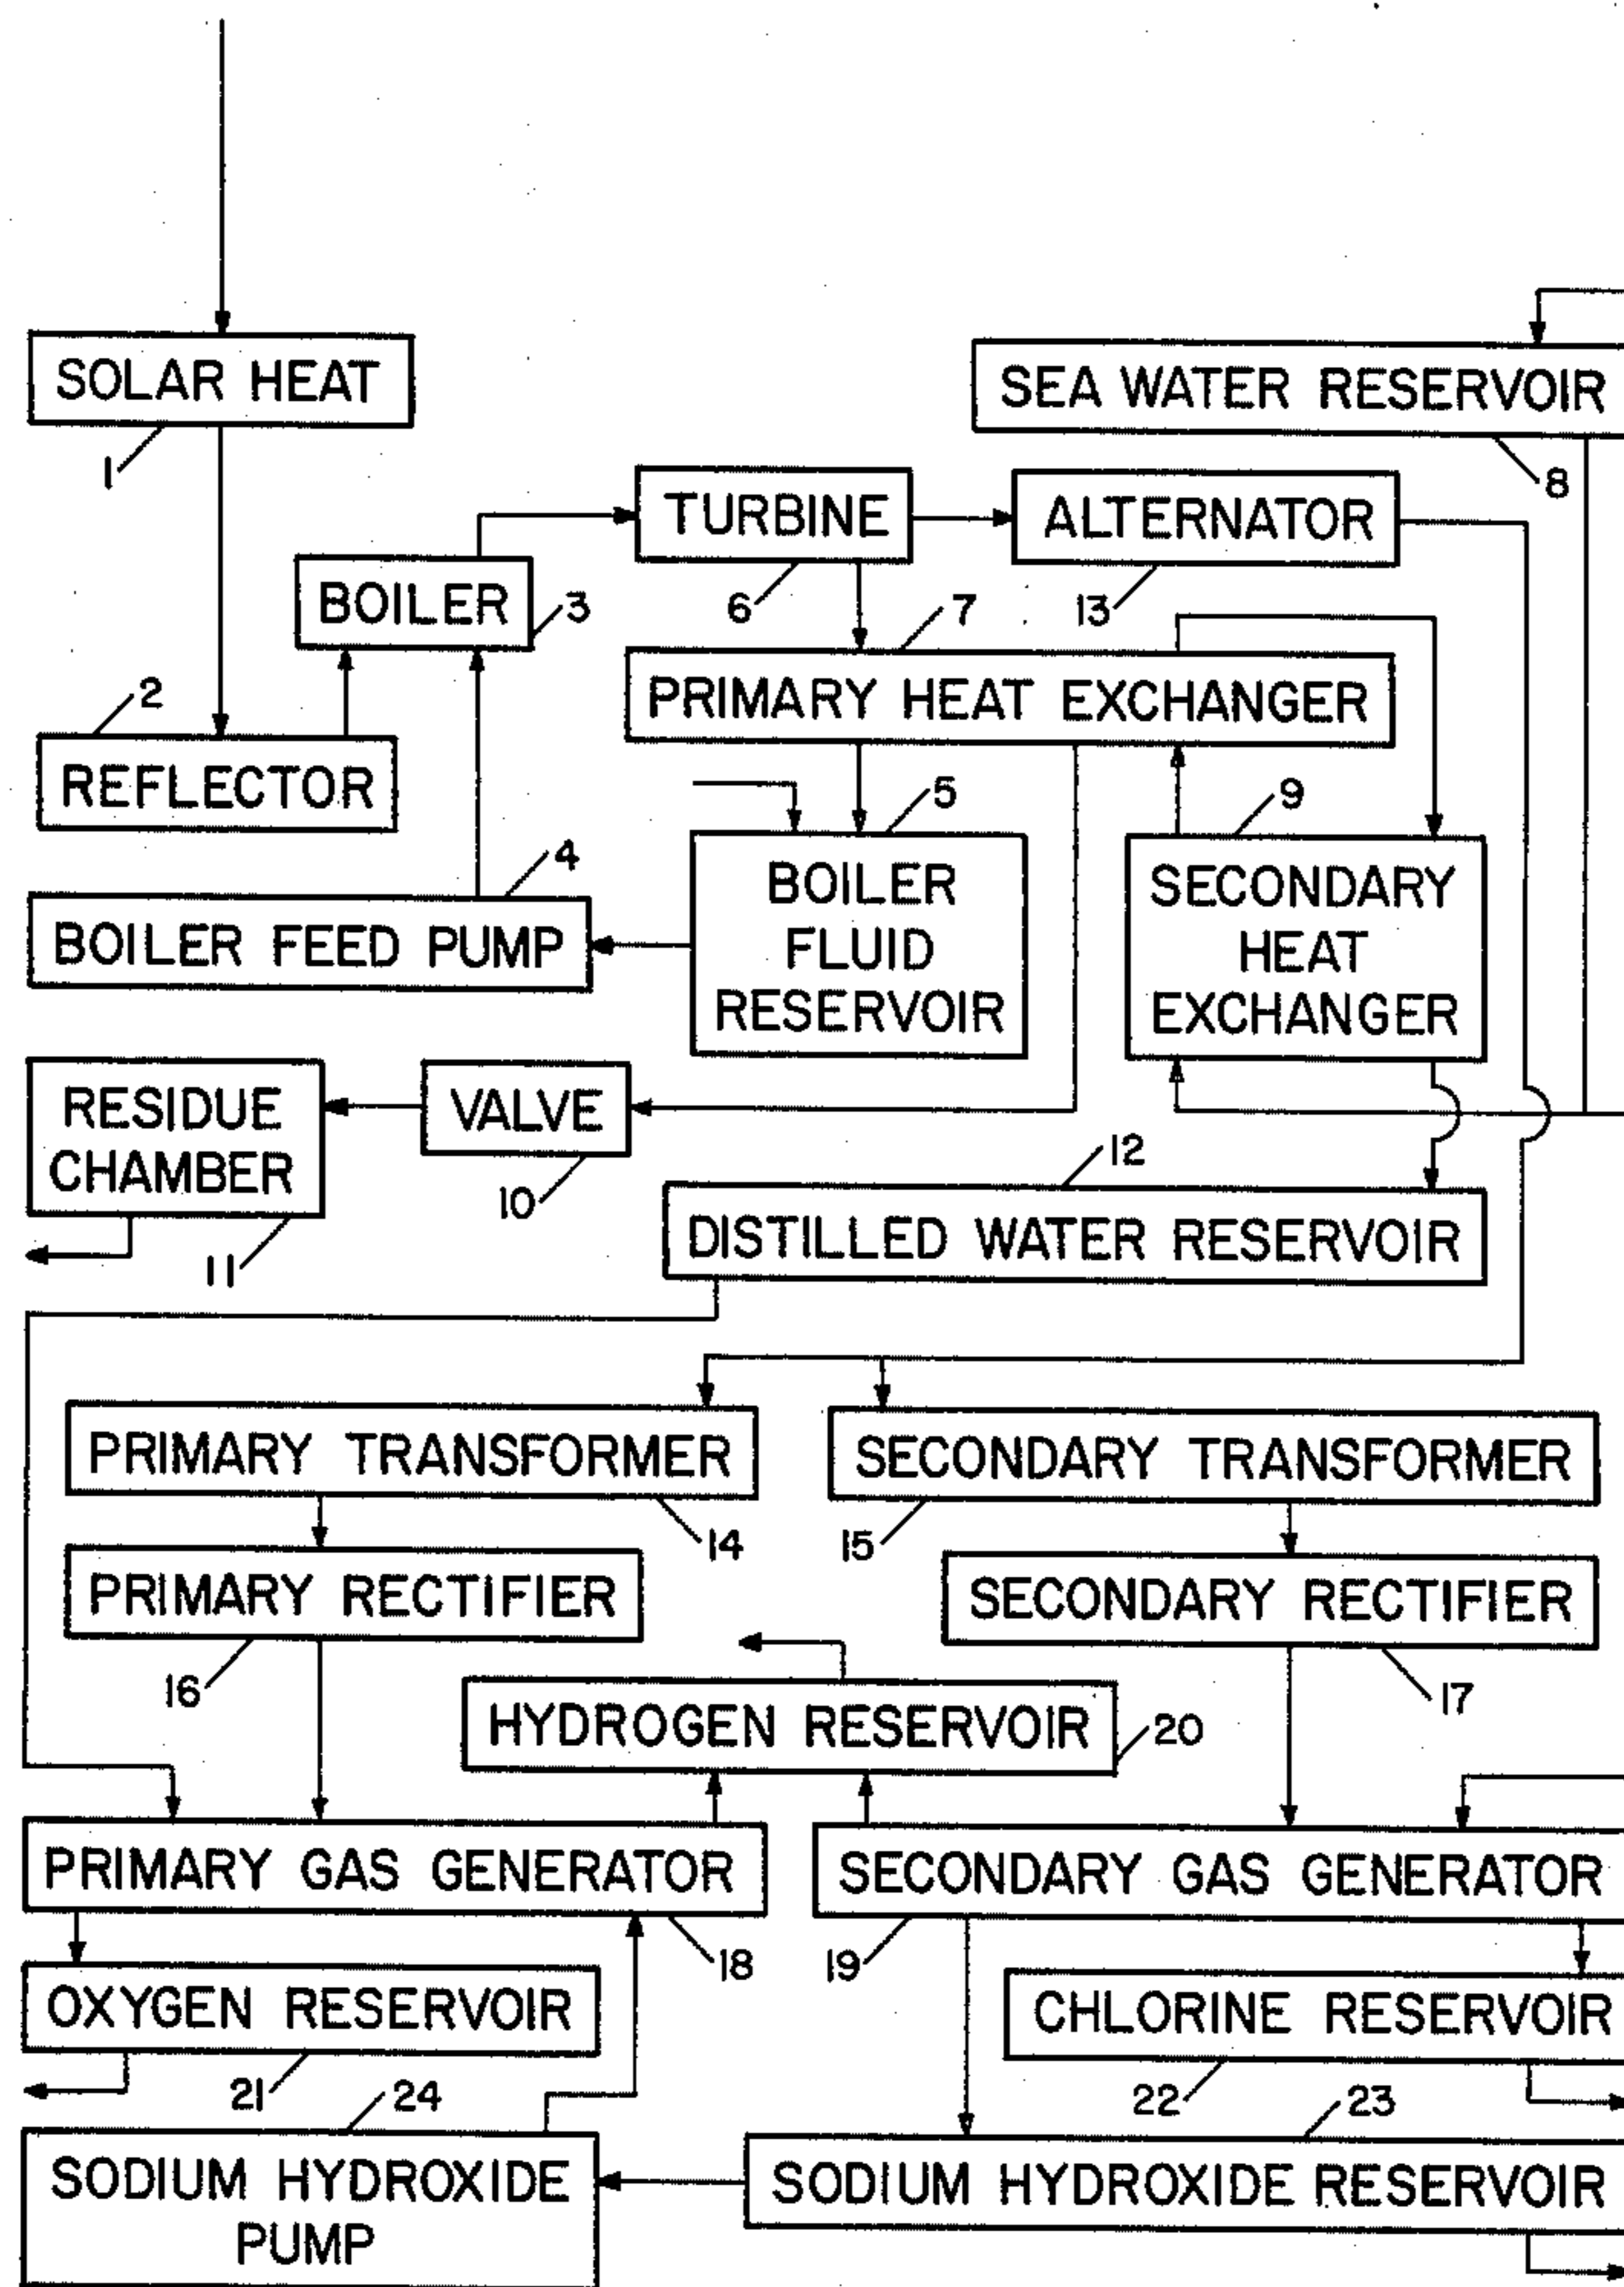 SOLAR HEAT
1
SEA WATER RESERVOIR
8
TURBINE
6
ALTERNATOR
13
BOILER
3
7
PRIMARY HEAT EXCHANGER
2
REFLECTOR
5
BOILER
FLUID
RESERVOIR
9
SECONDARY
HEAT
EXCHANGER
4
BOILER FEED PUMP
RESIDUE
CHAMBER
11
VALVE
10
12
DISTILLED WATER RESERVOIR
PRIMARY TRANSFORMER
14
SECONDARY TRANSFORMER
15
PRIMARY RECTIFIER
16
SECONDARY RECTIFIER
17
HYDROGEN RESERVOIR
20
PRIMARY GAS GENERATOR
18
SECONDARY GAS GENERATOR
19
OXYGEN RESERVOIR
21
CHLORINE RESERVOIR
22
24
SODIUM HYDROXIDE
PUMP
23
SODIUM HYDROXIDE RESERVOIR